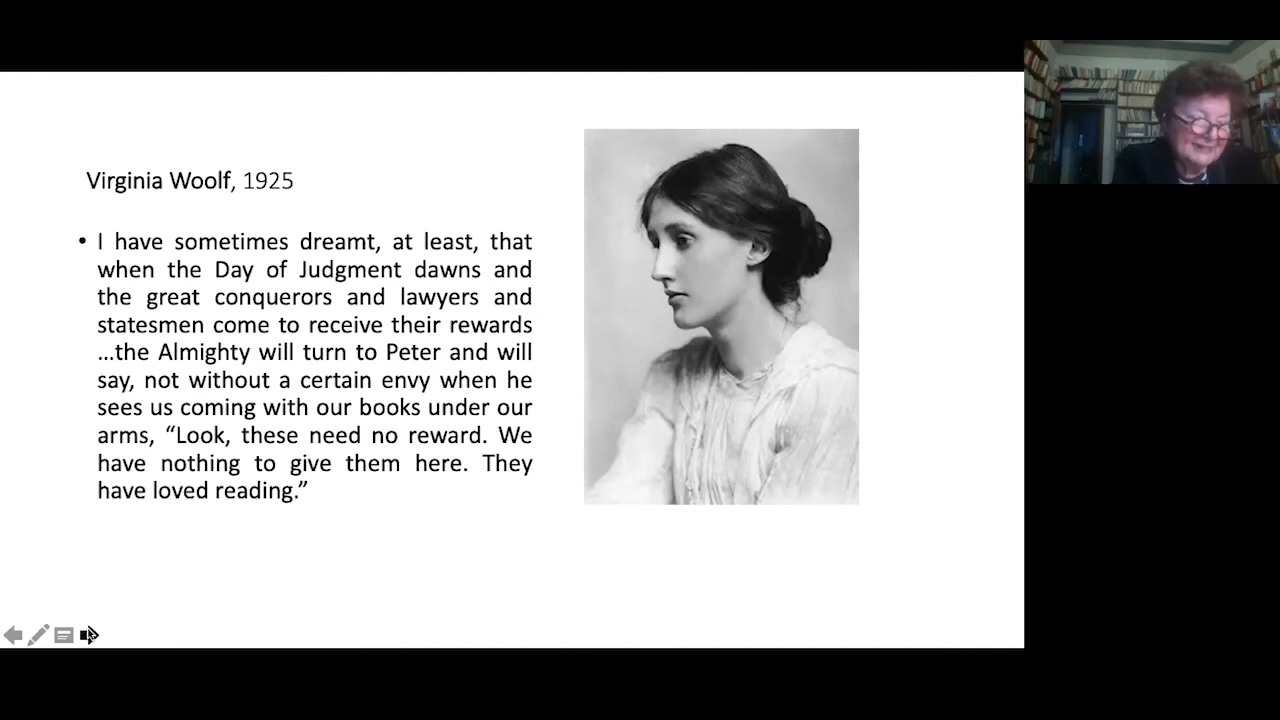 Virginia Woolf, 1925
• I have sometimes dreamt, at least, that
when the Day of Judgment dawns and
the great conquerors and lawyers and
statesmen come to receive their rewards
…the Almighty will turn to Peter and will
say, not without a certain envy when he
sees us coming with our books under our
arms, “Look, these need no reward. We
have nothing to give them here. They
have loved reading.”